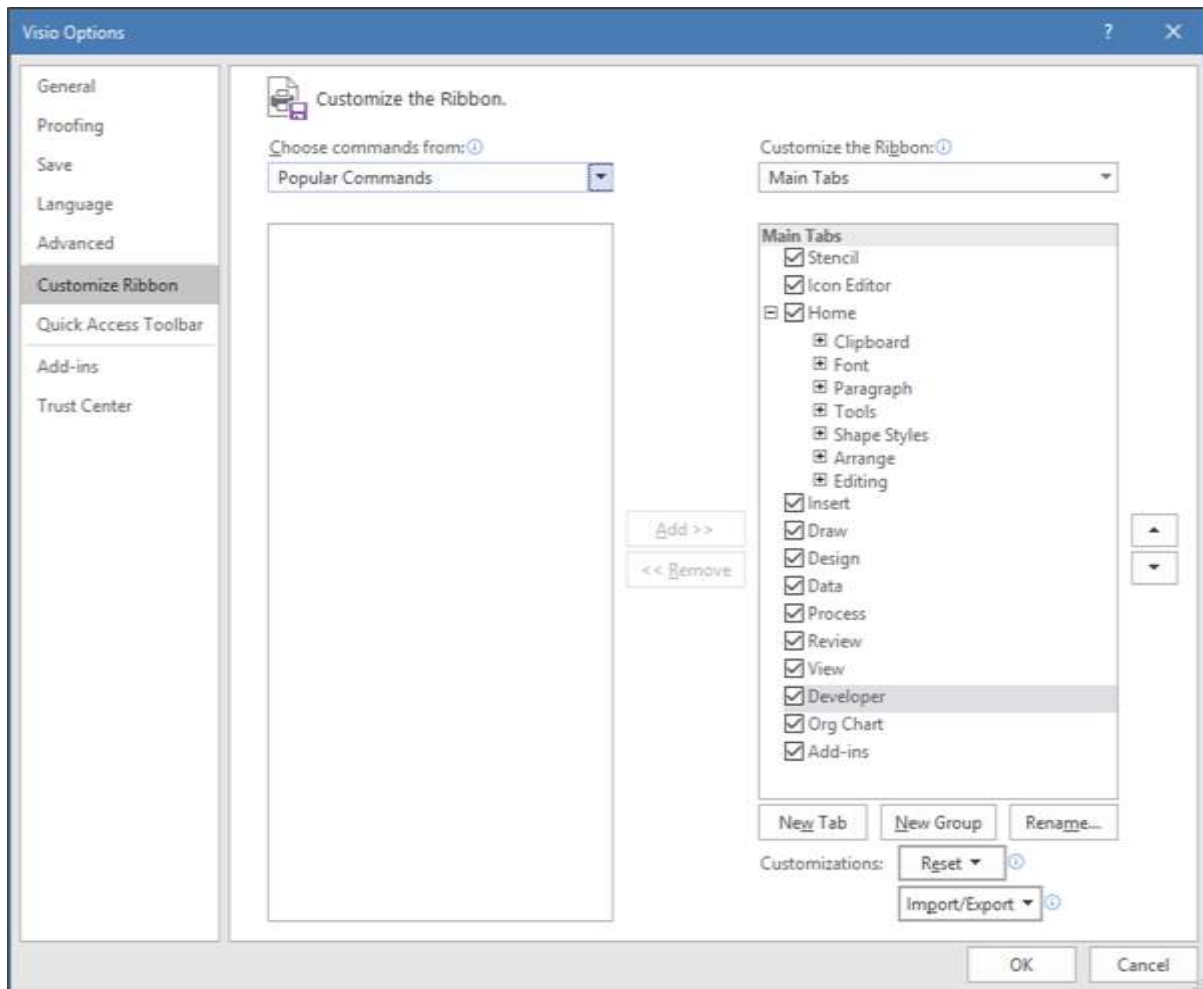 Visio Options
?
General
Proofing
Save
Language
Advanced
Customize Ribbon
Quick Access Toolbar
Add-ins
Trust Center
Customize the Ribbon.
Choose commands from:
Popular Commands
Add >>
<< Remove
Customize the Ribbon:
Main Tabs
Main Tabs
Stencil
Icon Editor
Home
Clipboard
Font
Paragraph
Tools
Shape Styles
Arrange
Editing
Insert
Draw
Design
Data
Process
Review
View
Developer
Org Chart
Add-ins
New Tab New Group Rename...
Customizations: Reset
Import/Export
OK Cancel